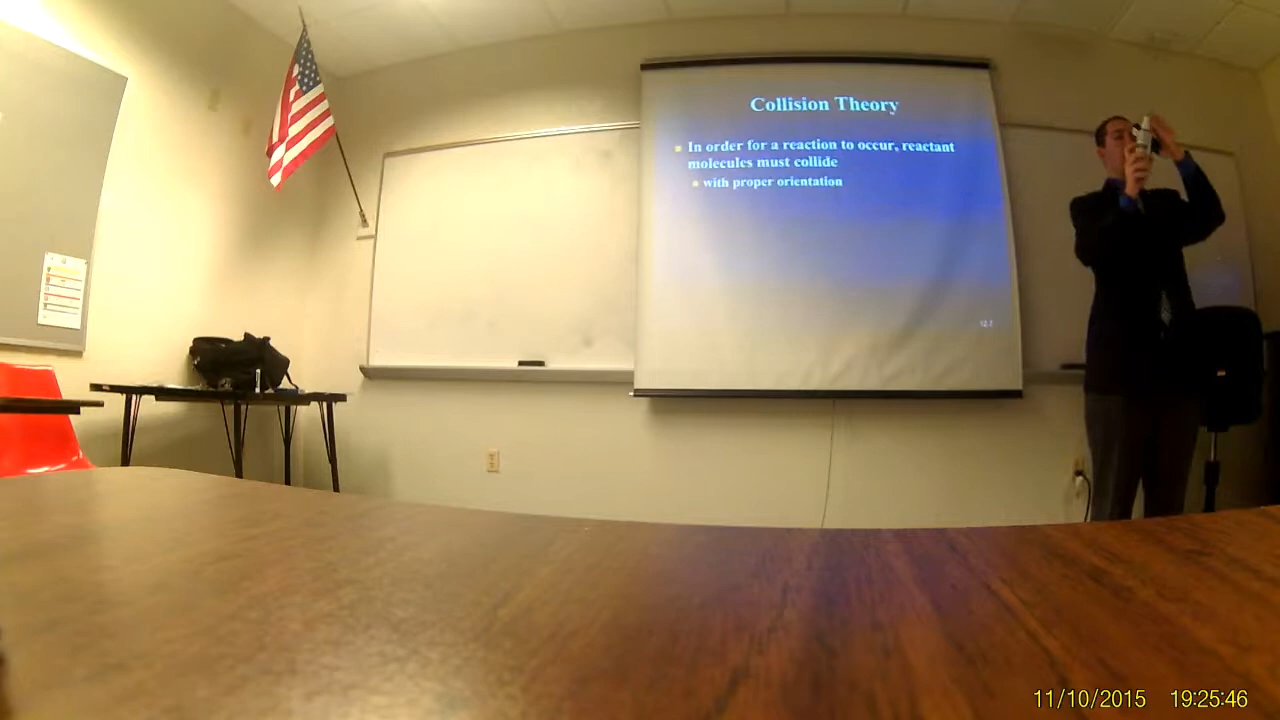 Collision Theory
In order for a reaction to occur, reactant
molecules must collide
with proper orientation
12.7
11/10/2015 19:25:46